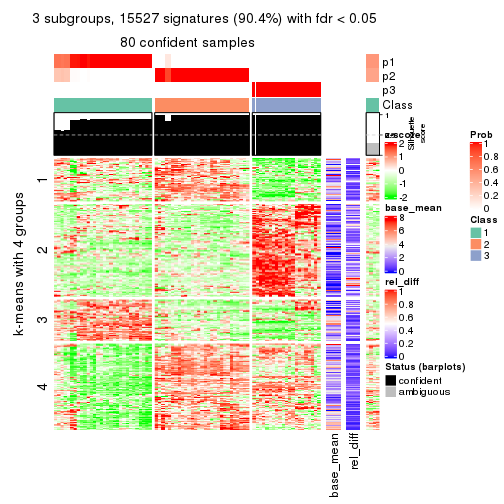 3 subgroups, 15527 signatures (90.4%) with fdr < 0.05
80 confident samples
p1
p2
p3
Class
1
Silhouette
score
k-means with 4 groups
1
2
3
4
base_mean
rel_diff
z-score
2
1
0
-1
-2
base_mean
8
6
4
2
0
rel_diff
1
0.8
0.6
0.4
0.2
0
Status (barplots)
confident
ambiguous
Prob
1
0.8
0.6
0.4
0.2
0
Class
1
2
3